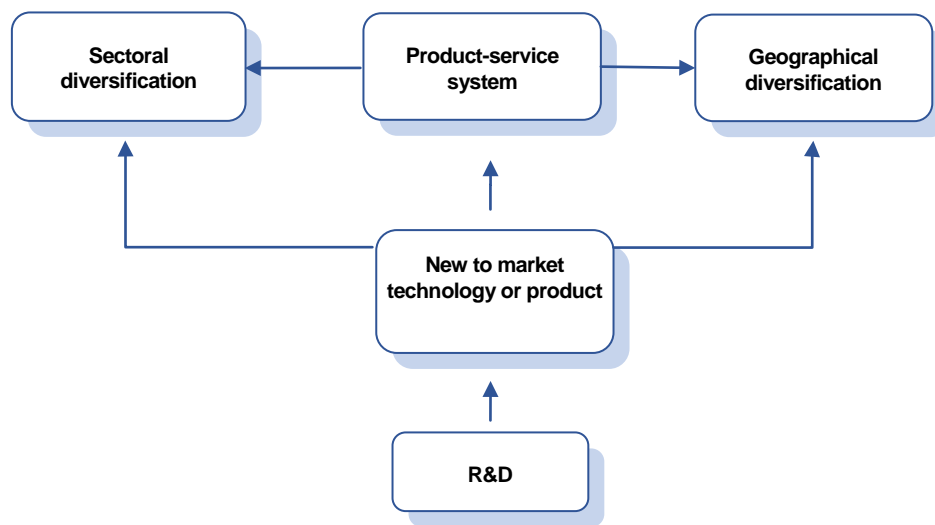 Sectoral
diversification
Product-service
system
Geographical
diversification
New to market
technology or product
R&D